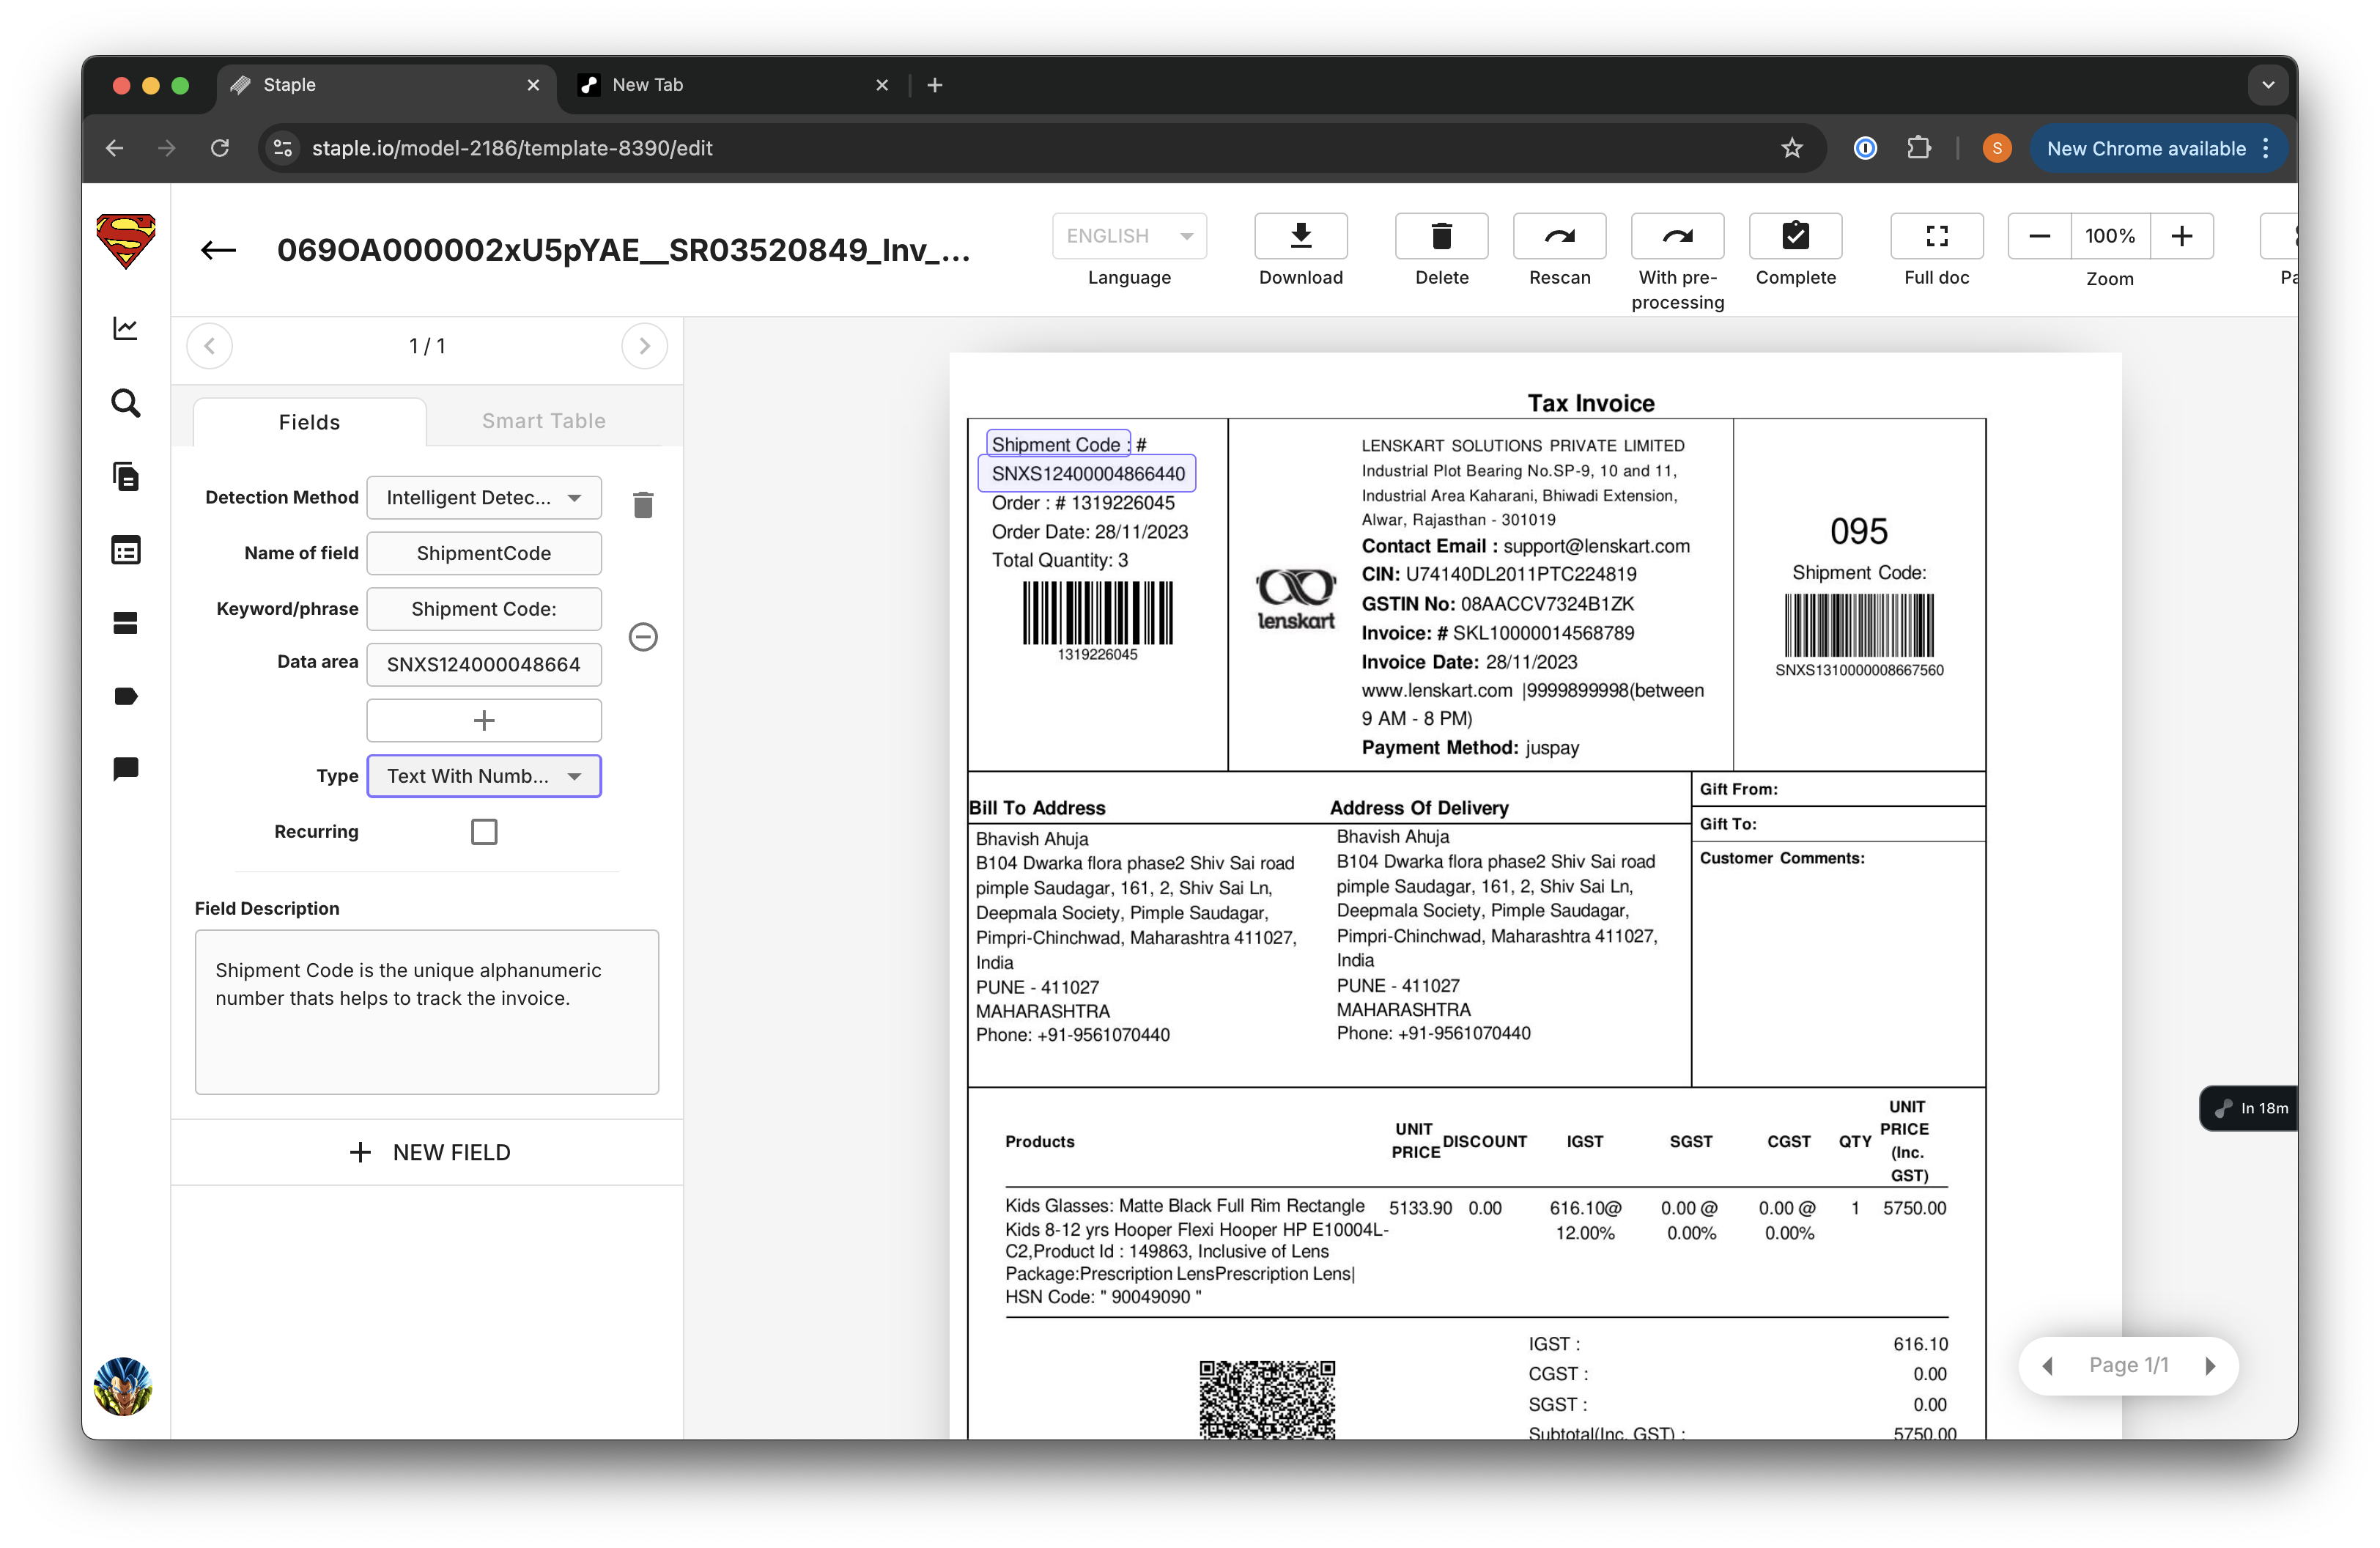 Staple
New Tab
staple.io/model-2186/template-8390/edit
S
New Chrome available
069OA000002xU5pYAE__SR03520849_Inv_...
ENGLISH
Language
Download
Delete
Rescan
With pre-
processing
Complete
Full doc
100%
Zoom
1 / 1
Fields
Smart Table
Detection Method
Intelligent Detec...
Name of field
ShipmentCode
Keyword/phrase
Shipment Code:
Data area
SNXS124000048664
Type
Text With Numb...
Recurring
Field Description
Shipment Code is the unique alphanumeric
number thats helps to track the invoice.
NEW FIELD
Tax Invoice
Shipment Code : #
SNXS12400004866440
Order : # 1319226045
Order Date: 28/11/2023
Total Quantity: 3
1319226045
lenskart
LENSKART SOLUTIONS PRIVATE LIMITED
Industrial Plot Bearing No.SP-9, 10 and 11,
Industrial Area Kaharani, Bhiwadi Extension,
Alwar, Rajasthan - 301019
Contact Email : support@lenskart.com
CIN: U74140DL2011PTC224819
GSTIN No: 08AACCV7324B1ZK
Invoice: # SKL10000014568789
Invoice Date: 28/11/2023
www.lenskart.com |9999899998(between
9 AM - 8 PM)
Payment Method: juspay
095
Shipment Code:
SNXS1310000008667560
Bill To Address
Bhavish Ahuja
B104 Dwarka flora phase2 Shiv Sai road
pimple Saudagar, 161, 2, Shiv Sai Ln,
Deepmala Society, Pimple Saudagar,
Pimpri-Chinchwad, Maharashtra 411027,
India
PUNE - 411027
MAHARASHTRA
Phone: +91-9561070440
Address Of Delivery
Bhavish Ahuja
B104 Dwarka flora phase2 Shiv Sai road
pimple Saudagar, 161, 2, Shiv Sai Ln,
Deepmala Society, Pimple Saudagar,
Pimpri-Chinchwad, Maharashtra 411027,
India
PUNE - 411027
MAHARASHTRA
Phone: +91-9561070440
Gift From:
Gift To:
Customer Comments:
In 18m
Products
UNIT
PRICE
DISCOUNT
IGST
SGST
CGST
QTY
UNIT
PRICE
(Inc.
GST)
Kids Glasses: Matte Black Full Rim Rectangle
Kids 8-12 yrs Hooper Flexi Hooper HP E10004L-
C2,Product Id : 149863, Inclusive of Lens
Package:Prescription LensPrescription Lens|
HSN Code: " 90049090 "
5133.90
0.00
616.10@
12.00%
0.00 @
0.00%
0.00 @
0.00%
1
5750.00
IGST : 616.10
CGST : 0.00
SGST : 0.00
Subtotal(Inc. GST) : 5750.00
Page 1/1